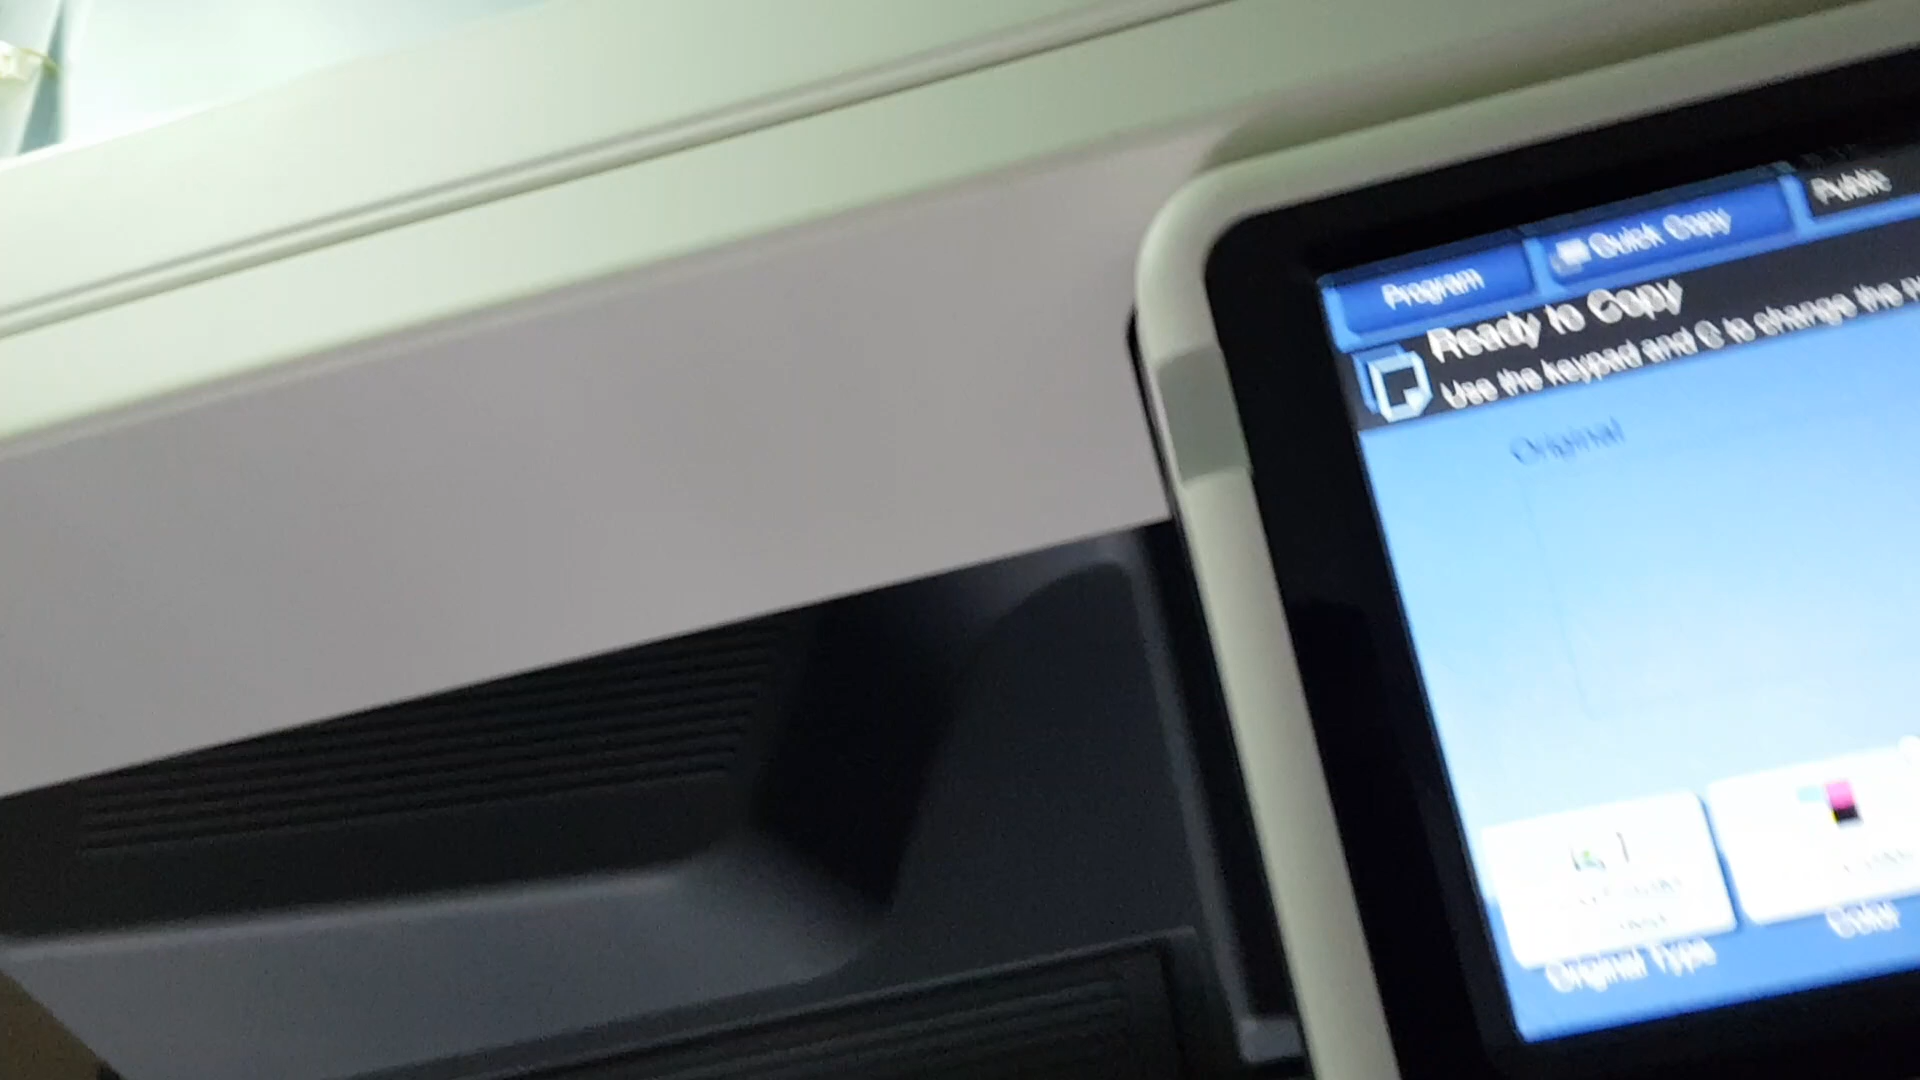 Program
Quick Copy
Public
Ready to Copy
Use the keypad and C to change the
Original
Original Type
Color